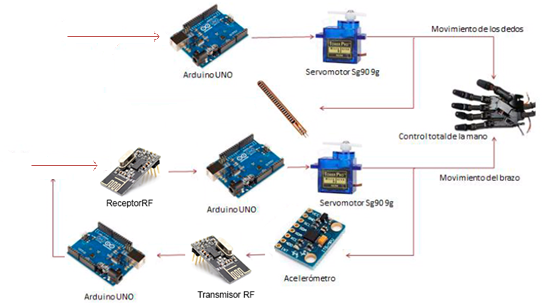 Movimiento de los dedos
Arduino UNO
Servomotor Sg90 9g
Control total de la mano
ReceptorRF
Arduino UNO
Servomotor Sg90 9g
Movimiento del brazo
Arduino UNO
Transmisor RF
Acelerómetro